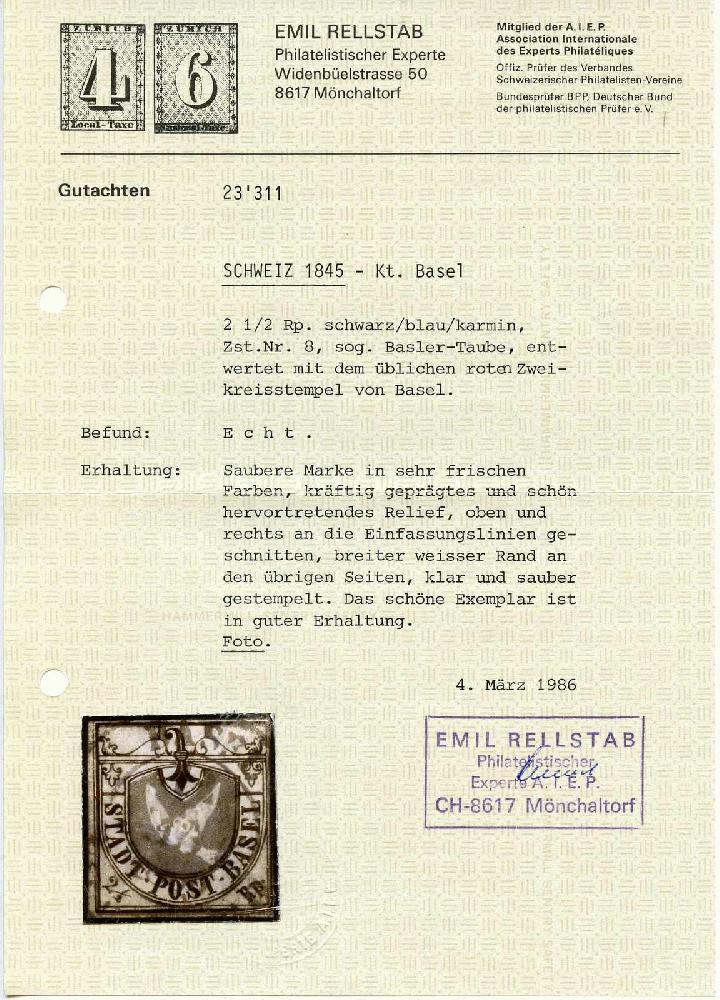 ZÜRICH
4
Local-Taxe
ZÜRICH
6
EMIL RELLSTAB
Philatelistischer Experte
Widenbüelstrasse 50
8617 Mönchaltorf
Mitglied der A.I.E.P.
Association Internationale
des Experts Philatéliques
Offiz. Prüfer des Verbandes
Schweizerischer Philatelisten-Vereine
Bundesprüfer BPP, Deutscher Bund
der philatelistischen Prüfer e.V.
Gutachten 23'311
SCHWEIZ 1845 - Kt. Basel
2 1/2 Rp. schwarz/blau/karmin,
Zst.Nr. 8, sog. Basler-Taube, ent-
wertet mit dem üblichen roten Zwei-
kreisstempel von Basel.
Befund: E c h t .
Erhaltung: Saubere Marke in sehr frischen
Farben, kräftig geprägtes und schön
hervortretendes Relief, oben und
rechts an die Einfassungslinien ge-
schnitten, breiter weisser Rand an
den übrigen Seiten, klar und sauber
gestempelt. Das schöne Exemplar ist
in guter Erhaltung.
Foto.
4. März 1986
EMIL RELLSTAB
Philatelistischer
Experte A.I.E.P.
CH-8617 Mönchaltorf
STADT-POST-BASEL
2½ Rp.